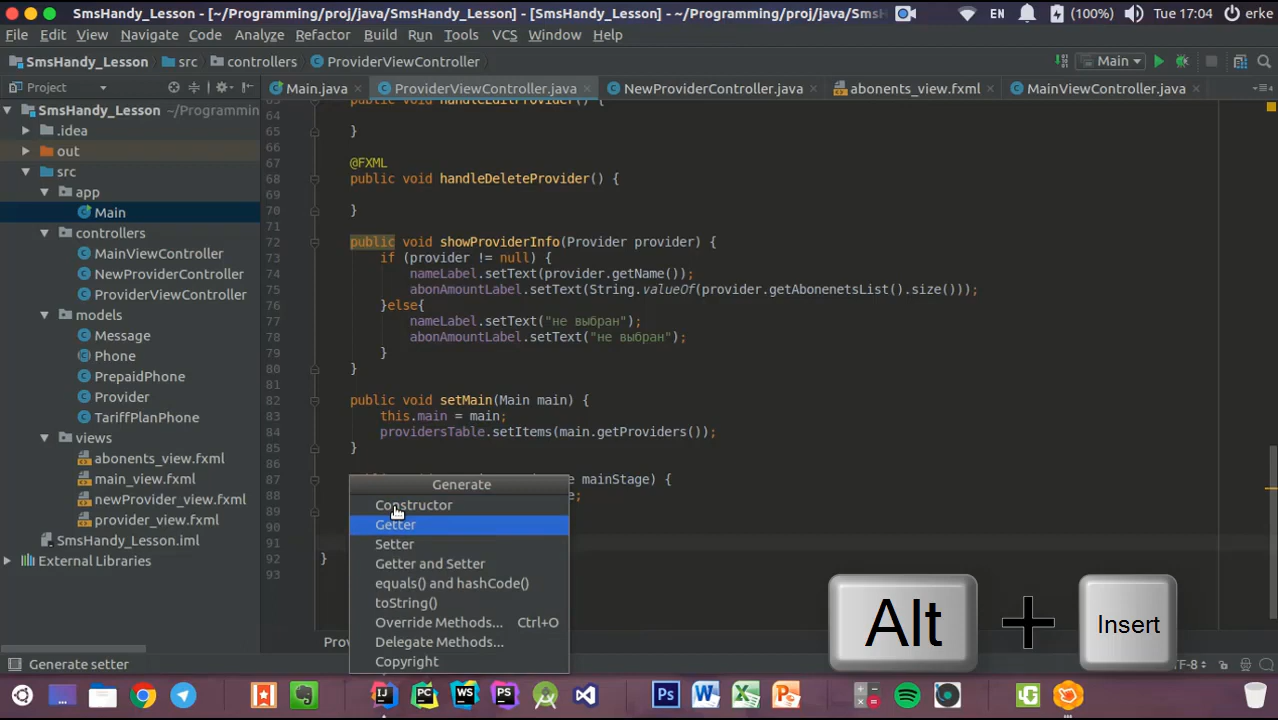 SmsHandy_Lesson - [~/Programming/proj/java/SmsHandy_Lesson] - [SmsHandy_Lesson] - ~/Programming/proj/java/SmsH
EN
(100%)
Tue 17:04
erke
File Edit View Navigate Code Analyze Refactor Build Run Tools VCS Window Help
SmsHandy_Lesson src controllers ProviderViewController
Main
Project
Main.java ProviderViewController.java NewProviderController.java abonents_view.fxml MainViewController.java
SmsHandy_Lesson ~/Programmin
.idea
out
src
app
Main
controllers
MainViewController
NewProviderController
ProviderViewController
models
Message
Phone
PrepaidPhone
Provider
TariffPlanPhone
views
abonents_view.fxml
main_view.fxml
newProvider_view.fxml
provider_view.fxml
SmsHandy_Lesson.iml
External Libraries
63 public void handleEditProvider() {
64
65 }
66
67 @FXML
68 public void handleDeleteProvider() {
69
70 }
71
72 public void showProviderInfo(Provider provider) {
73 if (provider != null) {
74 nameLabel.setText(provider.getName());
75 abonAmountLabel.setText(String.valueOf(provider.getAbonenetsList().size()));
76 }else{
77 nameLabel.setText("не выбран");
78 abonAmountLabel.setText("не выбран");
79 }
80 }
81
82 public void setMain(Main main) {
83 this.main = main;
84 providersTable.setItems(main.getProviders());
85 }
86
87 mainStage) {
88 e;
89
90
91
92 }
93
Generate
Constructor
Getter
Setter
Getter and Setter
equals() and hashCode()
toString()
Override Methods... Ctrl+O
Delegate Methods...
Copyright
Alt + Insert
Generate setter
F-8
Ps